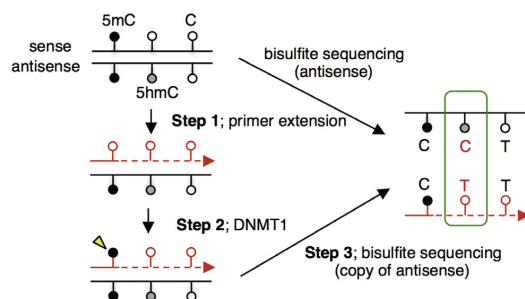 5mC C
sense
antisense
5hmC
bisulfite sequencing
(antisense)
Step 1; primer extension
Step 2; DNMT1
Step 3; bisulfite sequencing
(copy of antisense)
C C T
C T T